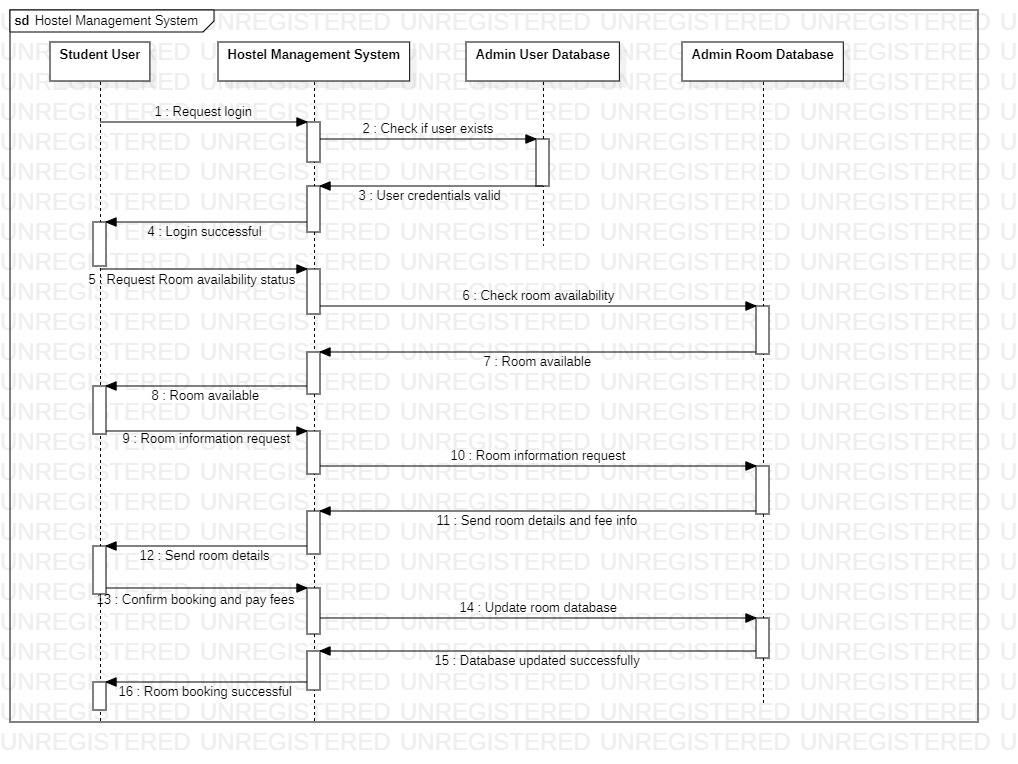 sd Hostel Management System
Student User
Hostel Management System
Admin User Database
Admin Room Database
1 : Request login
2 : Check if user exists
3 : User credentials valid
4 : Login successful
5 : Request Room availability status
6 : Check room availability
7 : Room available
8 : Room available
9 : Room information request
10 : Room information request
11 : Send room details and fee info
12 : Send room details
13 : Confirm booking and pay fees
14 : Update room database
15 : Database updated successfully
16 : Room booking successful
UNREGISTERED UNREGISTERED UNREGISTERED UNREGISTERED UNREGISTERED U